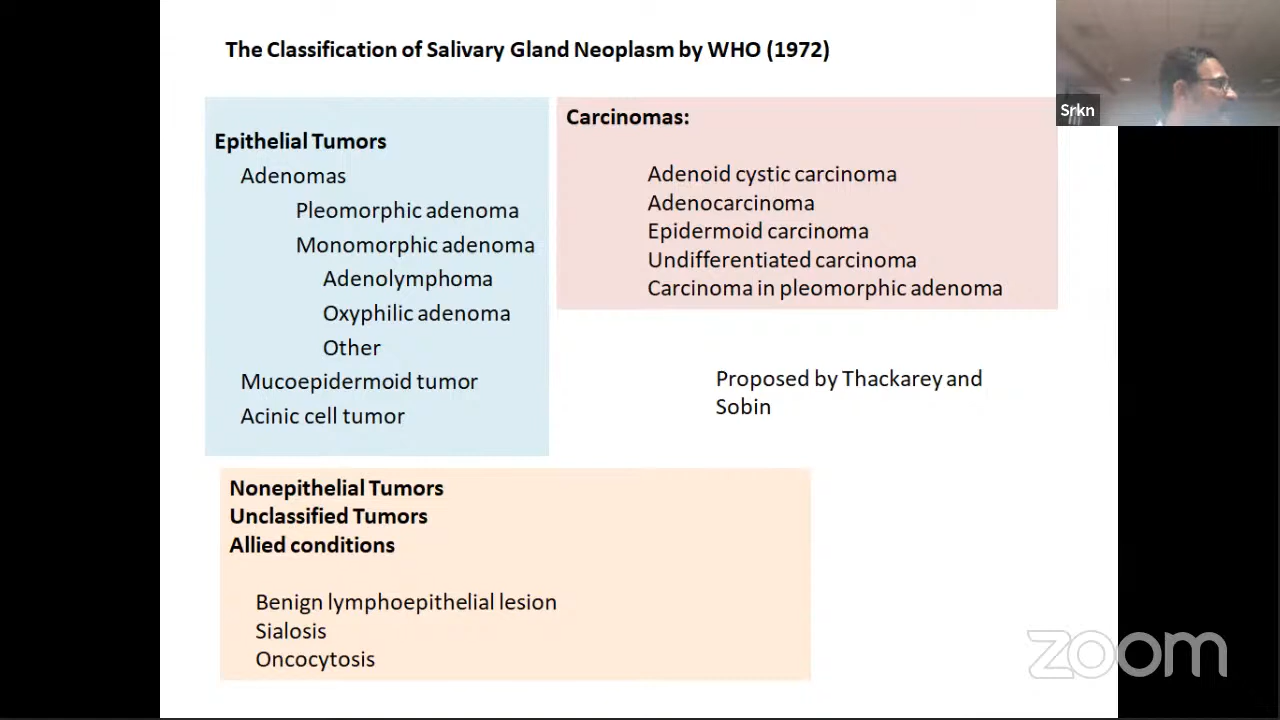 The Classification of Salivary Gland Neoplasm by WHO (1972)
Srkn
Epithelial Tumors
Adenomas
Pleomorphic adenoma
Monomorphic adenoma
Adenolymphoma
Oxyphilic adenoma
Other
Mucoepidermoid tumor
Acinic cell tumor
Carcinomas:
Adenoid cystic carcinoma
Adenocarcinoma
Epidermoid carcinoma
Undifferentiated carcinoma
Carcinoma in pleomorphic adenoma
Proposed by Thackarey and
Sobin
Nonepithelial Tumors
Unclassified Tumors
Allied conditions
Benign lymphoepithelial lesion
Sialosis
Oncocytosis
zoom